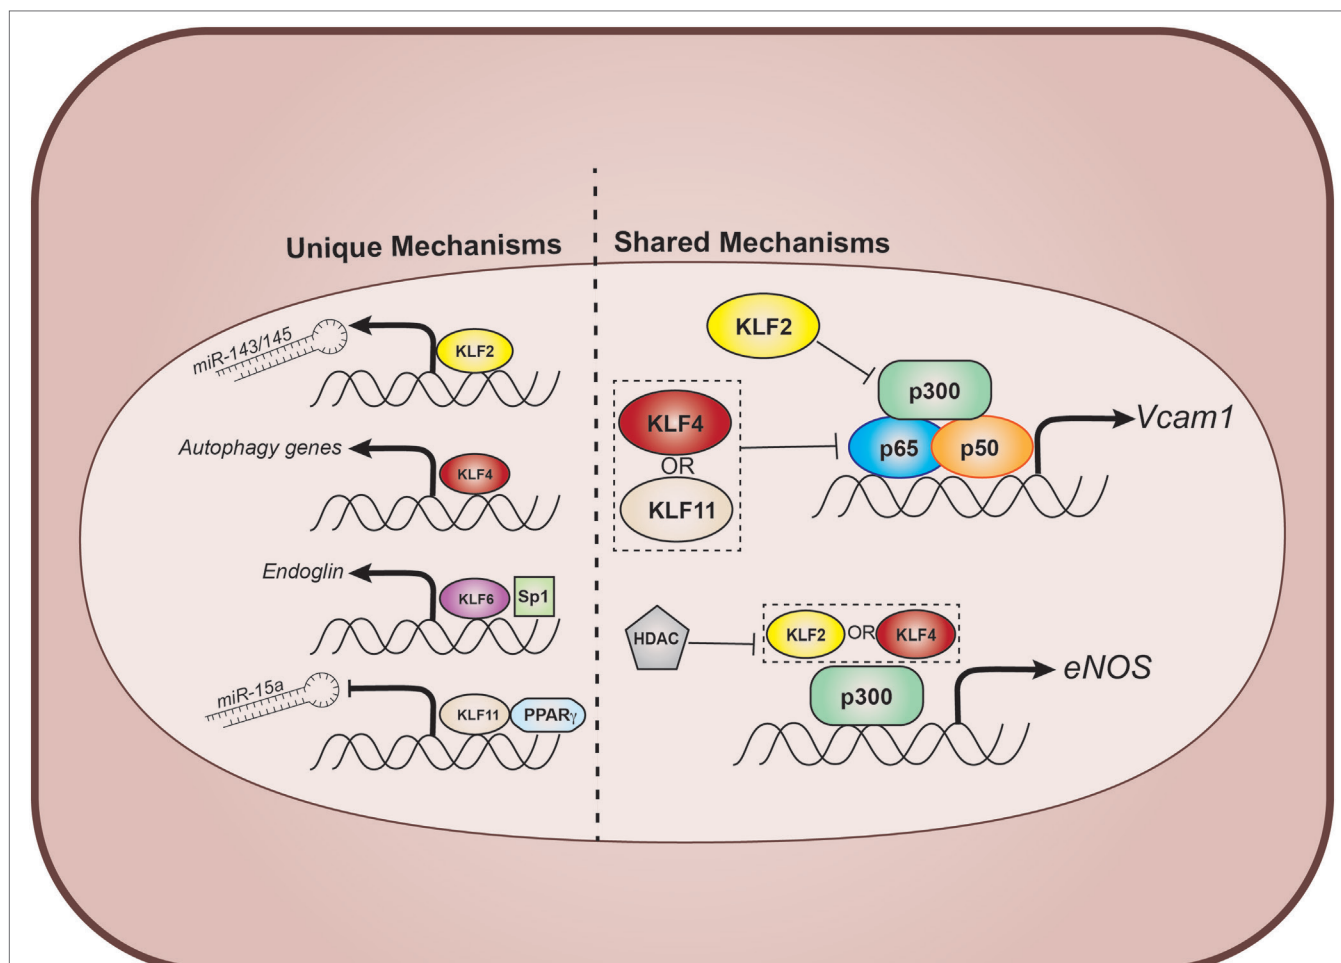 Unique Mechanisms
miR-143/145
KLF2
Autophagy genes
KLF4
Endoglin
KLF6
Sp1
miR-15a
KLF11
PPARγ
Shared Mechanisms
KLF2
p300
KLF4
OR
KLF11
p65
p50
Vcam1
HDAC
KLF2
OR
KLF4
p300
eNOS